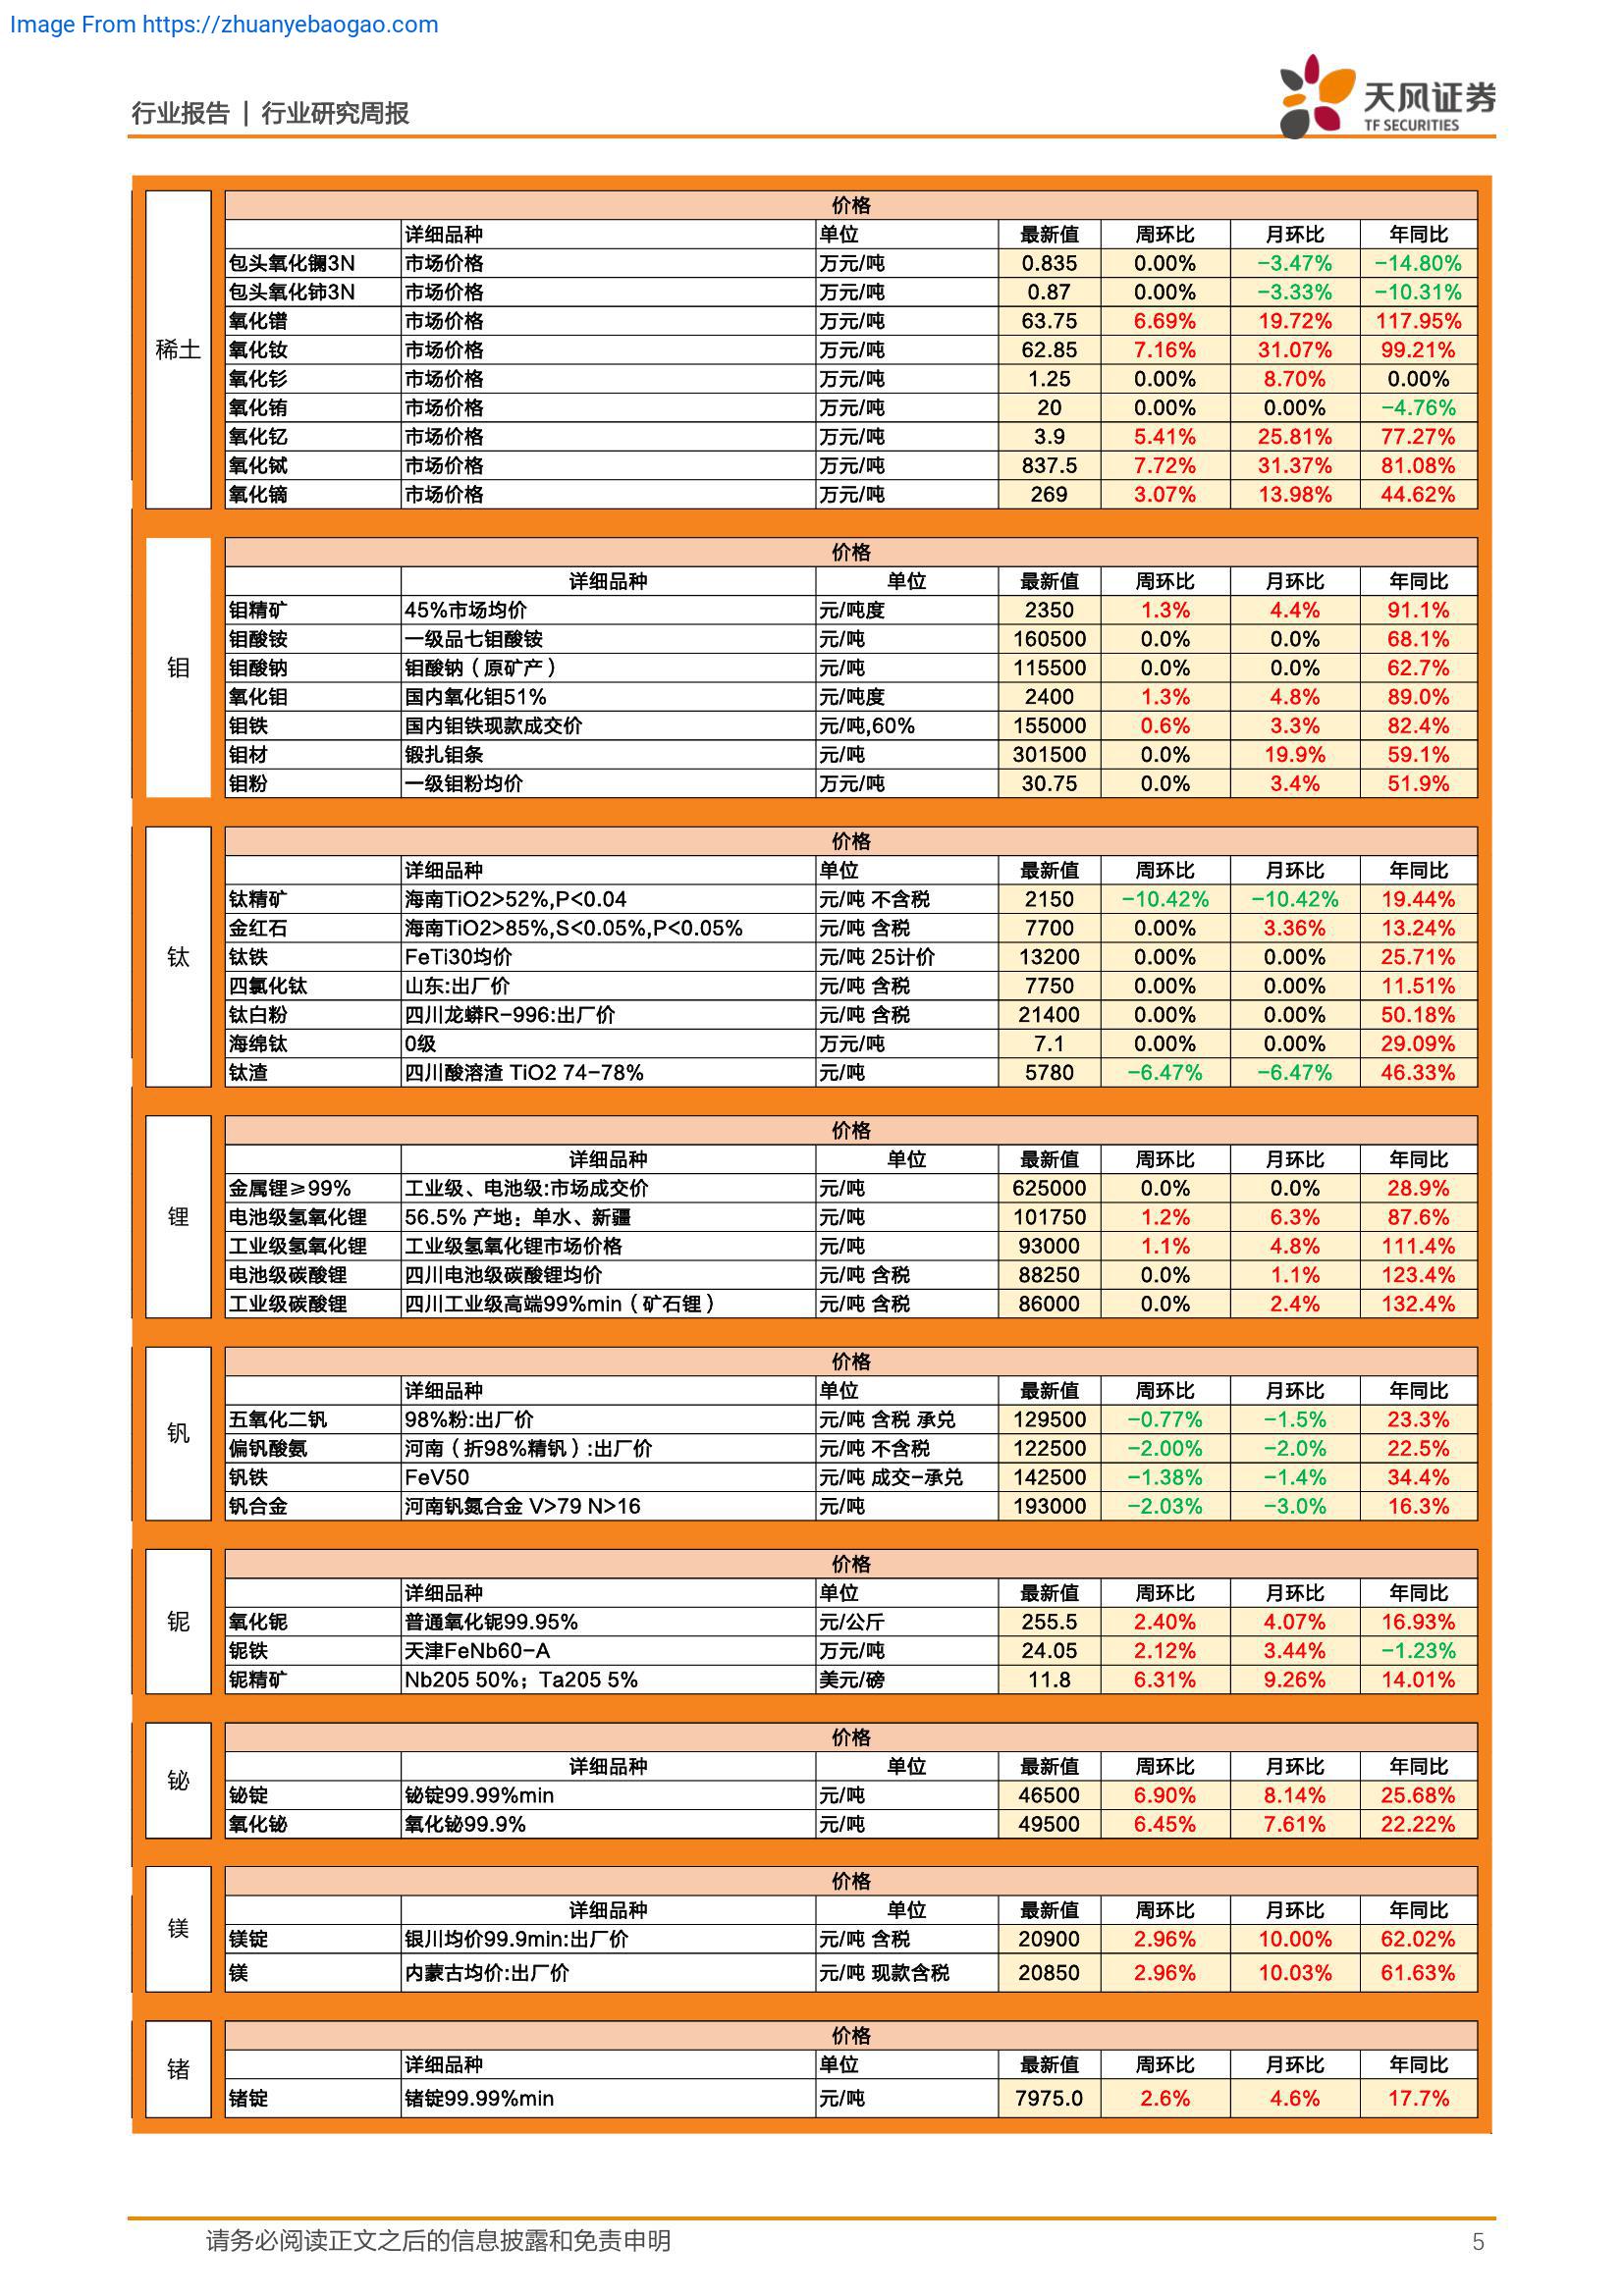 Image From https://zhuanyebaogao.com
行业报告 | 行业研究周报
天风证券
TF SECURITIES
稀土
价格
详细品种 单位 最新值 周环比 月环比 年同比
包头氧化镧3N 市场价格 万元/吨 0.835 0.00% -3.47% -14.80%
包头氧化铈3N 市场价格 万元/吨 0.87 0.00% -3.33% -10.31%
氧化镨 市场价格 万元/吨 63.75 6.69% 19.72% 117.95%
氧化钕 市场价格 万元/吨 62.85 7.16% 31.07% 99.21%
氧化钐 市场价格 万元/吨 1.25 0.00% 8.70% 0.00%
氧化铕 市场价格 万元/吨 20 0.00% 0.00% -4.76%
氧化钇 市场价格 万元/吨 3.9 5.41% 25.81% 77.27%
氧化铽 市场价格 万元/吨 837.5 7.72% 31.37% 81.08%
氧化镝 市场价格 万元/吨 269 3.07% 13.98% 44.62%
钼
价格
详细品种 单位 最新值 周环比 月环比 年同比
钼精矿 45%市场均价 元/吨度 2350 1.3% 4.4% 91.1%
钼酸铵 一级品七钼酸铵 元/吨 160500 0.0% 0.0% 68.1%
钼酸钠 钼酸钠（原矿产） 元/吨 115500 0.0% 0.0% 62.7%
氧化钼 国内氧化钼51% 元/吨度 2400 1.3% 4.8% 89.0%
钼铁 国内钼铁现款成交价 元/吨,60% 155000 0.6% 3.3% 82.4%
钼材 锻扎钼条 元/吨 301500 0.0% 19.9% 59.1%
钼粉 一级钼粉均价 万元/吨 30.75 0.0% 3.4% 51.9%
钛
价格
详细品种 单位 最新值 周环比 月环比 年同比
钛精矿 海南TiO2>52%,P<0.04 元/吨 不含税 2150 -10.42% -10.42% 19.44%
金红石 海南TiO2>85%,S<0.05%,P<0.05% 元/吨 含税 7700 0.00% 3.36% 13.24%
钛铁 FeTi30均价 元/吨 25计价 13200 0.00% 0.00% 25.71%
四氯化钛 山东:出厂价 元/吨 含税 7750 0.00% 0.00% 11.51%
钛白粉 四川龙蟒R-996:出厂价 元/吨 含税 21400 0.00% 0.00% 50.18%
海绵钛 0级 万元/吨 7.1 0.00% 0.00% 29.09%
钛渣 四川酸溶渣 TiO2 74-78% 元/吨 5780 -6.47% -6.47% 46.33%
锂
价格
详细品种 单位 最新值 周环比 月环比 年同比
金属锂≥99% 工业级、电池级:市场成交价 元/吨 625000 0.0% 0.0% 28.9%
电池级氢氧化锂 56.5% 产地：单水、新疆 元/吨 101750 1.2% 6.3% 87.6%
工业级氢氧化锂 工业级氢氧化锂市场价格 元/吨 93000 1.1% 4.8% 111.4%
电池级碳酸锂 四川电池级碳酸锂均价 元/吨 含税 88250 0.0% 1.1% 123.4%
工业级碳酸锂 四川工业级高端99%min（矿石锂） 元/吨 含税 86000 0.0% 2.4% 132.4%
钒
价格
详细品种 单位 最新值 周环比 月环比 年同比
五氧化二钒 98%粉:出厂价 元/吨 含税 承兑 129500 -0.77% -1.5% 23.3%
偏钒酸氨 河南（折98%精钒）:出厂价 元/吨 不含税 122500 -2.00% -2.0% 22.5%
钒铁 FeV50 元/吨 成交-承兑 142500 -1.38% -1.4% 34.4%
钒合金 河南钒氮合金 V>79 N>16 元/吨 193000 -2.03% -3.0% 16.3%
铌
价格
详细品种 单位 最新值 周环比 月环比 年同比
氧化铌 普通氧化铌99.95% 元/公斤 255.5 2.40% 4.07% 16.93%
铌铁 天津FeNb60-A 万元/吨 24.05 2.12% 3.44% -1.23%
铌精矿 Nb205 50%；Ta205 5% 美元/磅 11.8 6.31% 9.26% 14.01%
铋
价格
详细品种 单位 最新值 周环比 月环比 年同比
铋锭 铋锭99.99%min 元/吨 46500 6.90% 8.14% 25.68%
氧化铋 氧化铋99.9% 元/吨 49500 6.45% 7.61% 22.22%
镁
价格
详细品种 单位 最新值 周环比 月环比 年同比
镁锭 银川均价99.9min:出厂价 元/吨 含税 20900 2.96% 10.00% 62.02%
镁 内蒙古均价:出厂价 元/吨 现款含税 20850 2.96% 10.03% 61.63%
锗
价格
详细品种 单位 最新值 周环比 月环比 年同比
锗锭 锗锭99.99%min 元/吨 7975.0 2.6% 4.6% 17.7%
请务必阅读正文之后的信息披露和免责申明 5